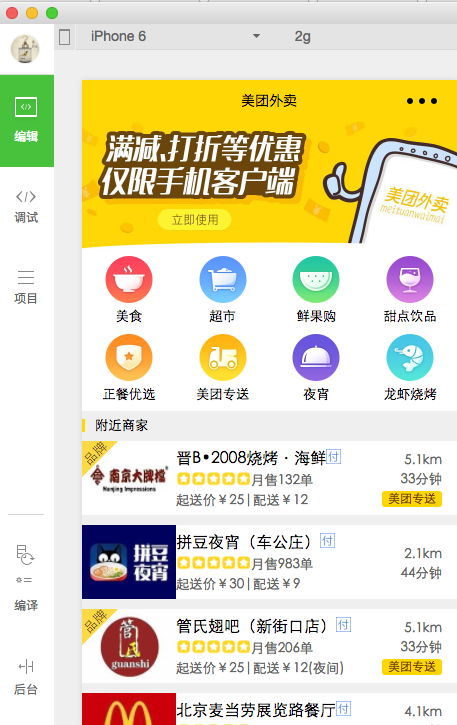 iPhone 6
2g
编辑
调试
项目
编译
后台
美团外卖
满减、打折等优惠
仅限手机客户端
立即使用
美团外卖
meituanwaimai
美食
超市
鲜果购
甜点饮品
正餐优选
美团专送
夜宵
龙虾烧烤
附近商家
品牌
南京大牌檔
Nanjing Impressions
晋B•2008烧烤·海鲜 付
5.1km
月售132单
33分钟
起送价￥25 | 配送￥12
美团专送
拼豆夜宵
拼豆夜宵（车公庄） 付
2.1km
月售983单
44分钟
起送价￥30 | 配送￥9
品牌
管氏
guanshi
管氏翅吧（新街口店） 付
5.1km
月售206单
33分钟
起送价￥25 | 配送￥12(夜间)
美团专送
北京麦当劳展览路餐厅 付
4.1km